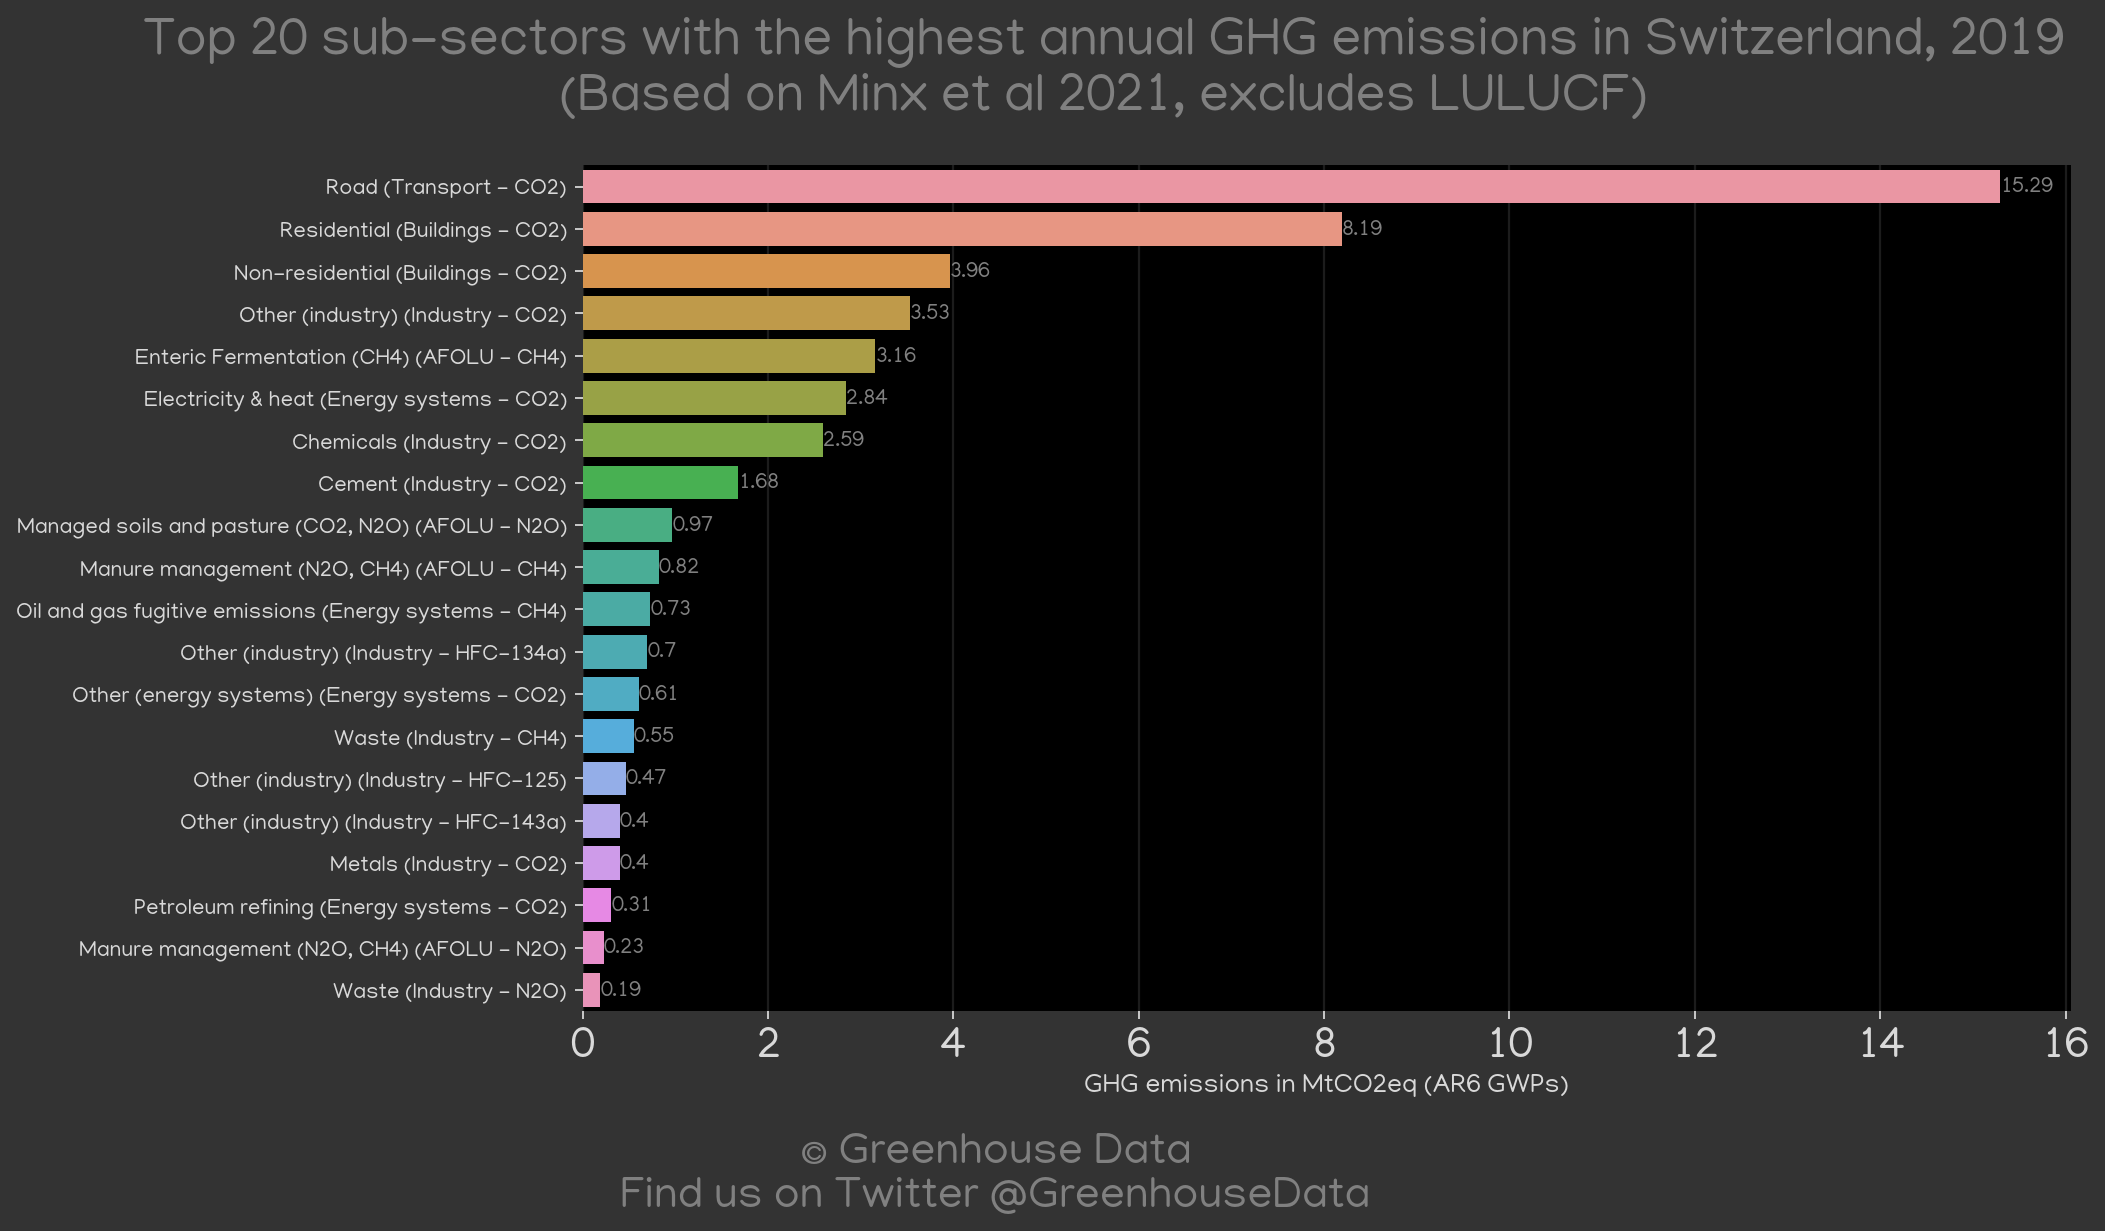 Top 20 sub-sectors with the highest annual GHG emissions in Switzerland, 2019
(Based on Minx et al 2021, excludes LULUCF)
Road (Transport - CO2) 15.29
Residential (Buildings - CO2) 8.19
Non-residential (Buildings - CO2) 3.96
Other (industry) (Industry - CO2) 3.53
Enteric Fermentation (CH4) (AFOLU - CH4) 3.16
Electricity & heat (Energy systems - CO2) 2.84
Chemicals (Industry - CO2) 2.59
Cement (Industry - CO2) 1.68
Managed soils and pasture (CO2, N2O) (AFOLU - N2O) 0.97
Manure management (N2O, CH4) (AFOLU - CH4) 0.82
Oil and gas fugitive emissions (Energy systems - CH4) 0.73
Other (industry) (Industry - HFC-134a) 0.7
Other (energy systems) (Energy systems - CO2) 0.61
Waste (Industry - CH4) 0.55
Other (industry) (Industry - HFC-125) 0.47
Other (industry) (Industry - HFC-143a) 0.4
Metals (Industry - CO2) 0.4
Petroleum refining (Energy systems - CO2) 0.31
Manure management (N2O, CH4) (AFOLU - N2O) 0.23
Waste (Industry - N2O) 0.19
0 2 4 6 8 10 12 14 16
GHG emissions in MtCO2eq (AR6 GWPs)
© Greenhouse Data
Find us on Twitter @GreenhouseData